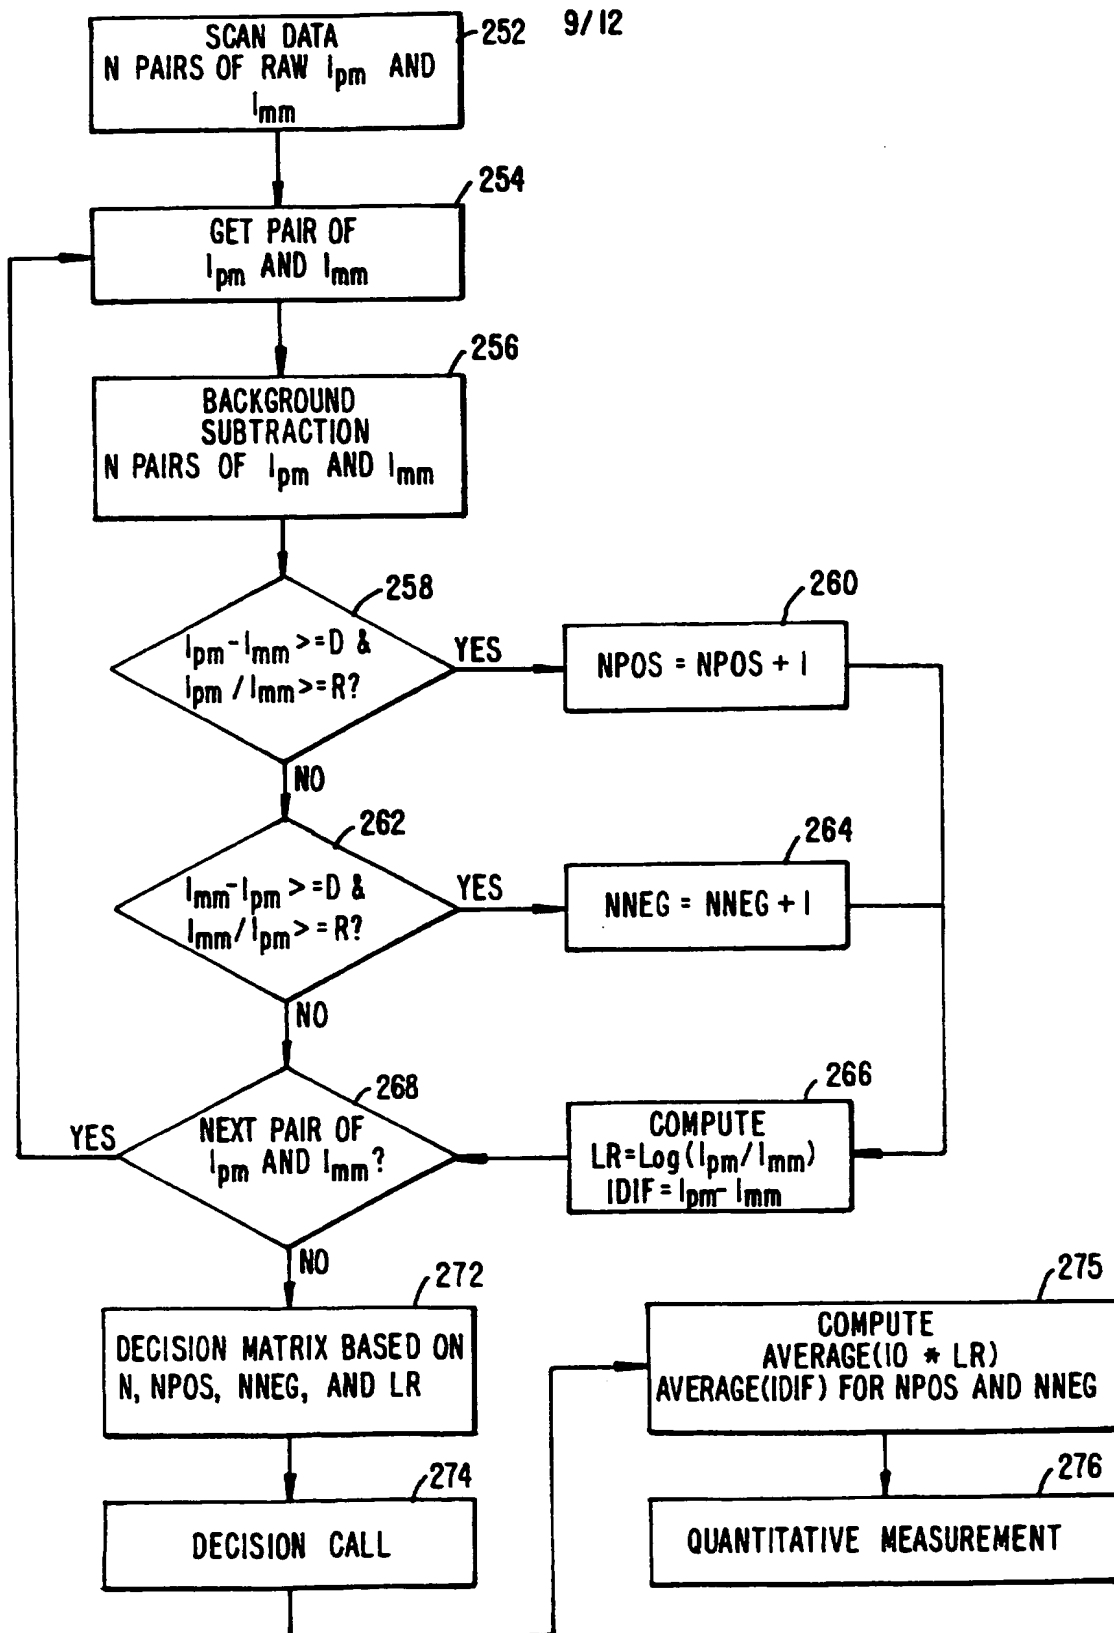 9/12
252
SCAN DATA
N PAIRS OF RAW Ipm AND
Imm
254
GET PAIR OF
Ipm AND Imm
256
BACKGROUND
SUBTRACTION
N PAIRS OF Ipm AND Imm
258
Ipm-Imm>=D &
Ipm/Imm>=R?
YES
260
NPOS = NPOS + 1
NO
262
Imm-Ipm>=D &
Imm/Ipm>=R?
YES
264
NNEG = NNEG + 1
NO
268
NEXT PAIR OF
Ipm AND Imm?
YES
266
COMPUTE
LR=Log(Ipm/Imm)
IDIF=Ipm-Imm
NO
272
DECISION MATRIX BASED ON
N, NPOS, NNEG, AND LR
274
DECISION CALL
275
COMPUTE
AVERAGE(10 * LR)
AVERAGE(IDIF) FOR NPOS AND NNEG
276
QUANTITATIVE MEASUREMENT